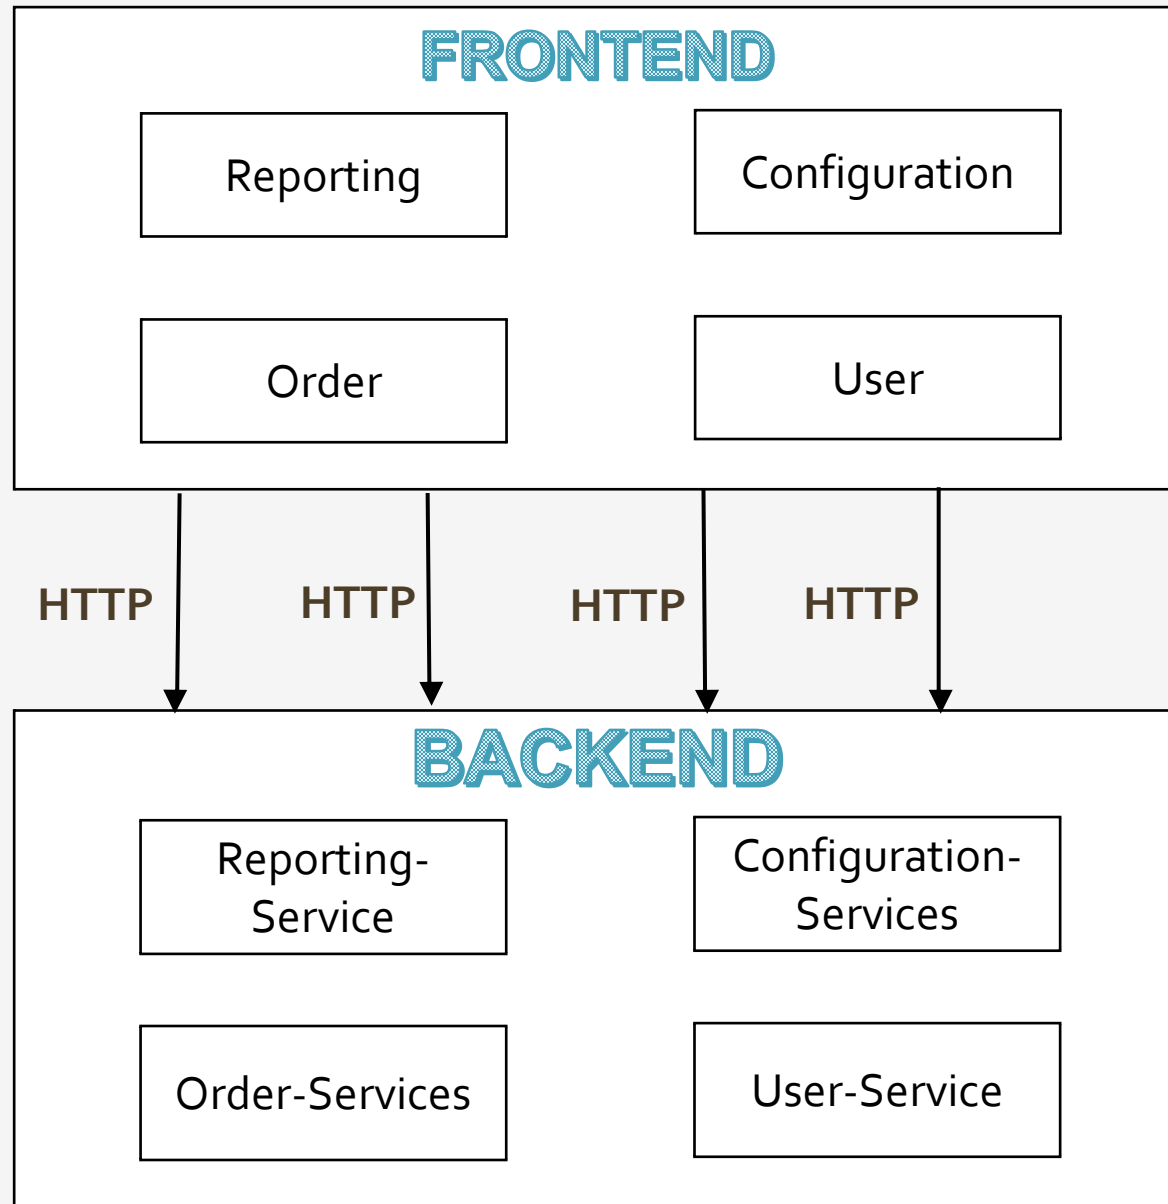 FRONTEND
Reporting
Configuration
Order
User
HTTP
HTTP
HTTP
HTTP
BACKEND
Reporting-
Service
Configuration-
Services
Order-Services
User-Service